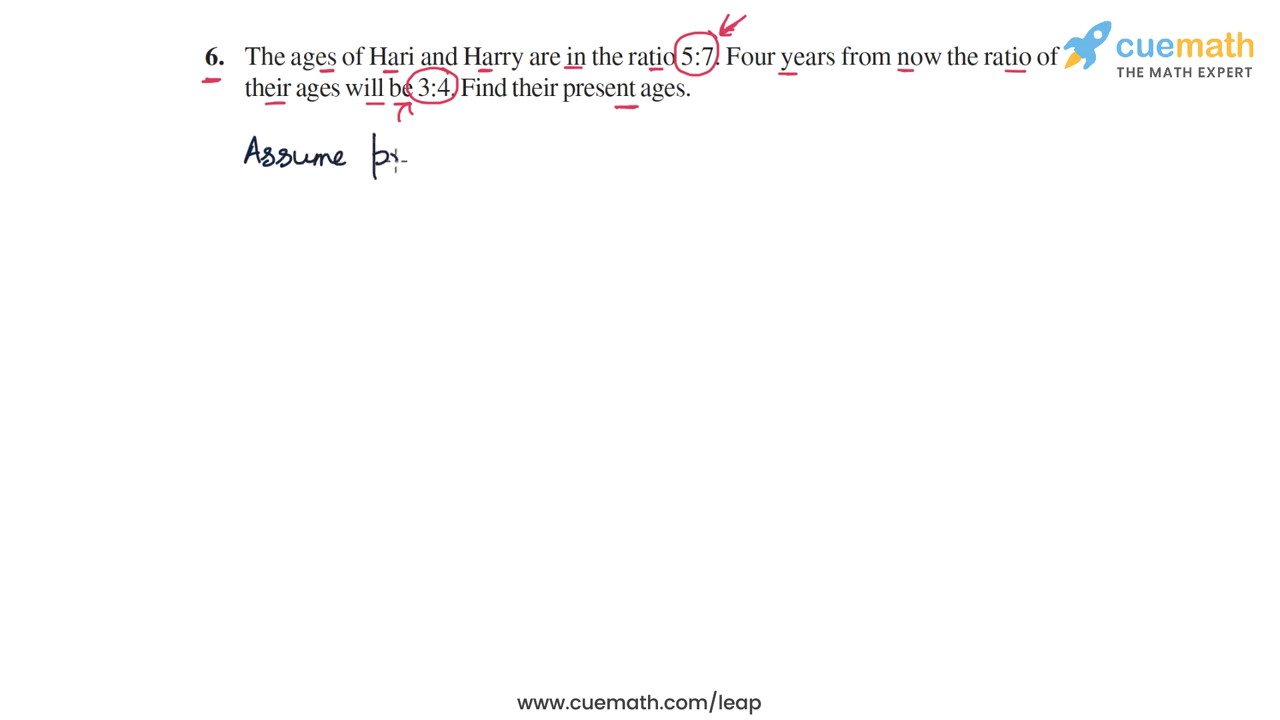 6. The ages of Hari and Harry are in the ratio 5:7. Four years from now the ratio of
their ages will be 3:4. Find their present ages.
cuemath
THE MATH EXPERT
Assume
www.cuemath.com/leap